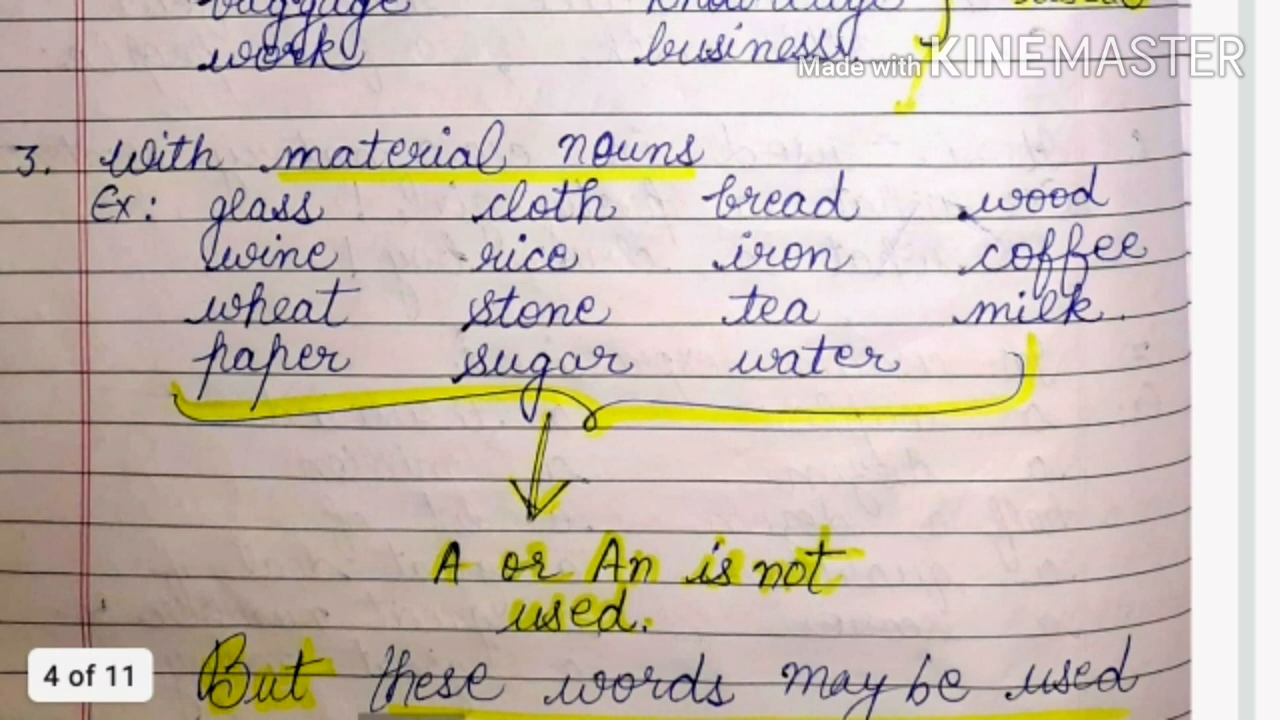 baggage knowledge
work business
Made with KINEMASTER
3. with material nouns
Ex: glass cloth bread wood
wine rice iron coffee
wheat stone tea milk.
paper sugar water
A or An is not
used.
4 of 11
But these words may be used